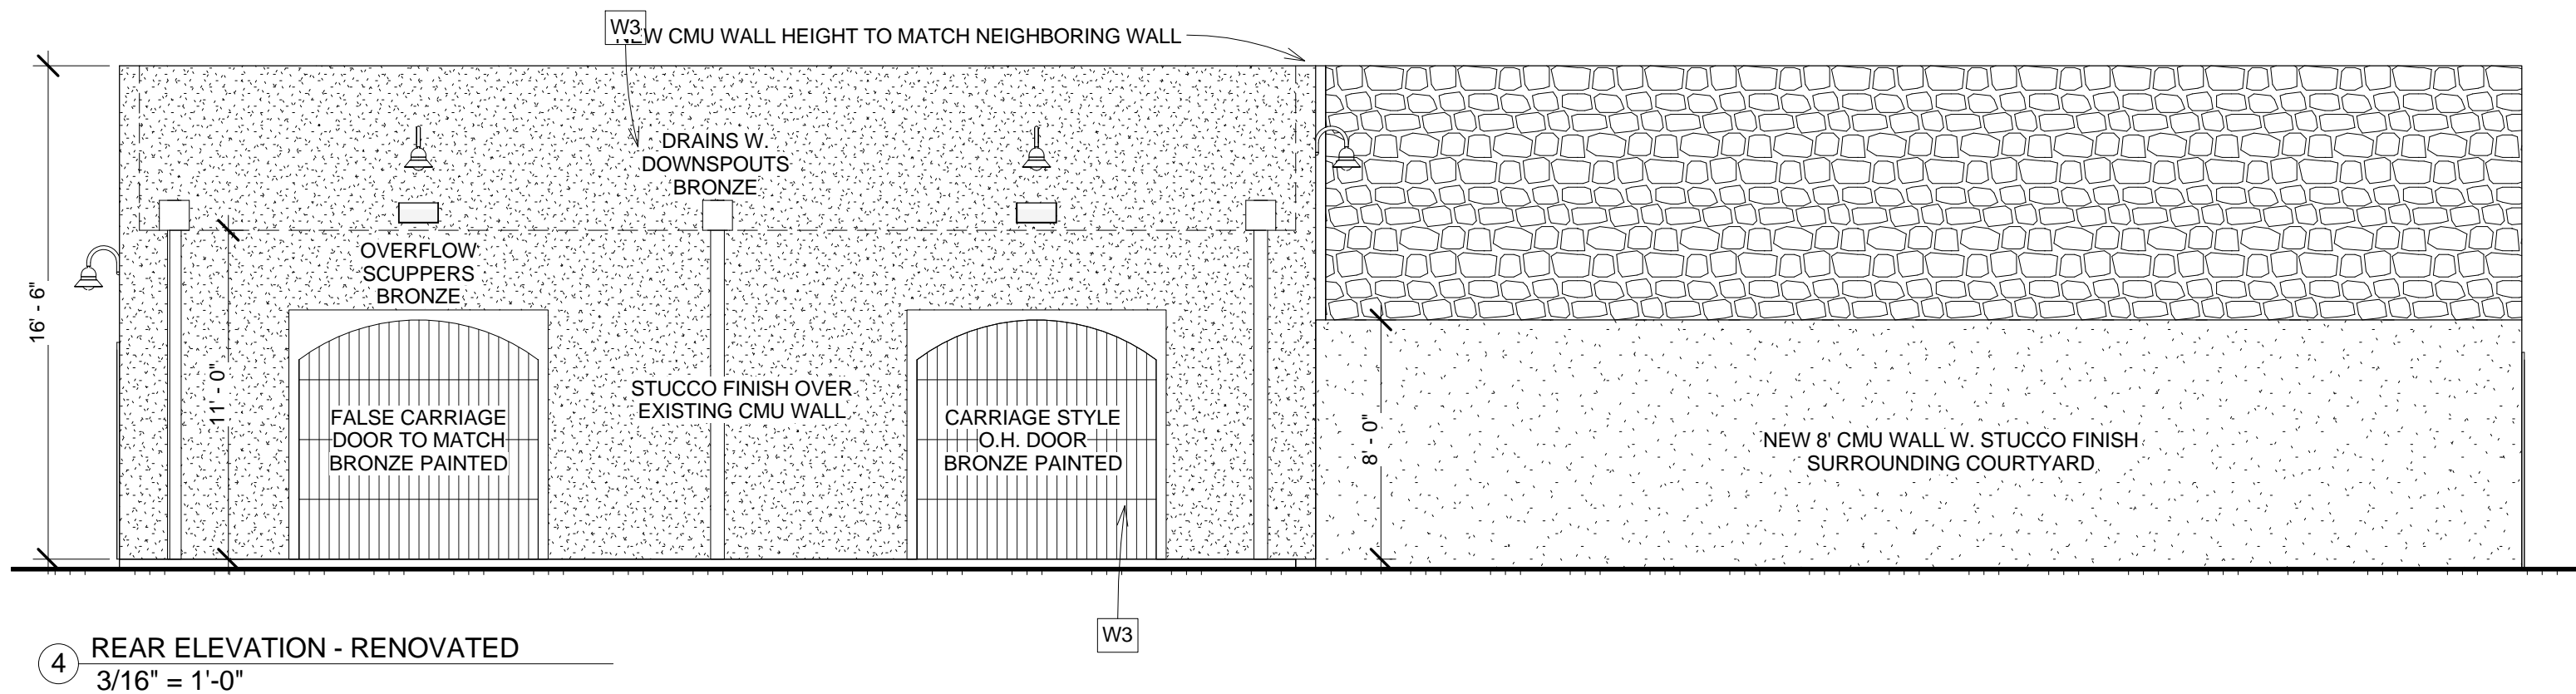 W3
NEW CMU WALL HEIGHT TO MATCH NEIGHBORING WALL
DRAINS W.
DOWNSPOUTS
BRONZE
OVERFLOW
SCUPPERS
BRONZE
16' - 6"
11' - 0"
FALSE CARRIAGE
DOOR TO MATCH
BRONZE PAINTED
STUCCO FINISH OVER
EXISTING CMU WALL
CARRIAGE STYLE
O.H. DOOR
BRONZE PAINTED
8' - 0"
NEW 8' CMU WALL W. STUCCO FINISH
SURROUNDING COURTYARD
W3
4 REAR ELEVATION - RENOVATED
3/16" = 1'-0"